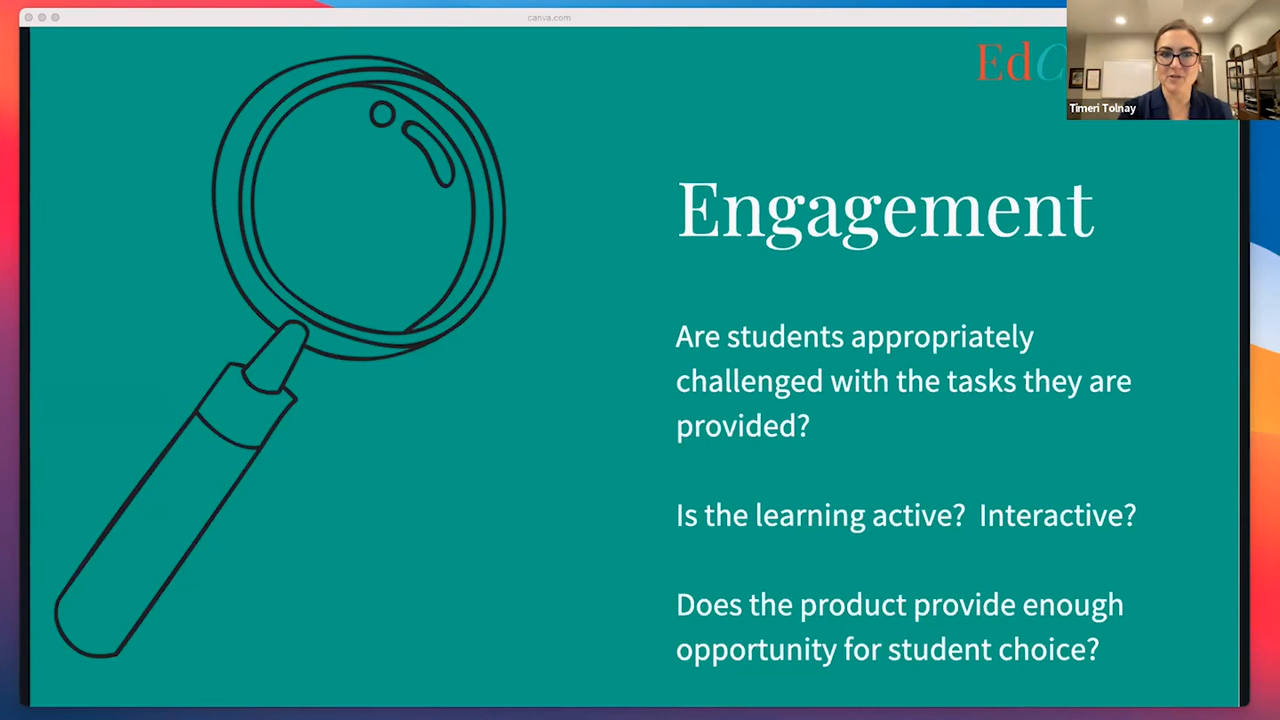 canva.com
EdC
Timeri Tolnay
Engagement
Are students appropriately
challenged with the tasks they are
provided?
Is the learning active? Interactive?
Does the product provide enough
opportunity for student choice?